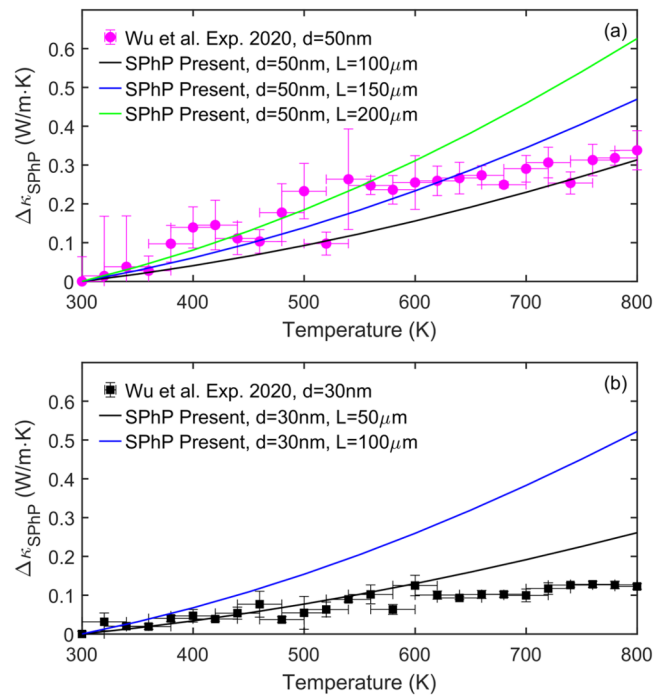 (a)
Wu et al. Exp. 2020, d=50nm
SPhP Present, d=50nm, L=100μm
SPhP Present, d=50nm, L=150μm
SPhP Present, d=50nm, L=200μm
0.6
0.5
0.4
0.3
0.2
0.1
0
Δκ_SPhP (W/m·K)
300 400 500 600 700 800
Temperature (K)
(b)
Wu et al. Exp. 2020, d=30nm
SPhP Present, d=30nm, L=50μm
SPhP Present, d=30nm, L=100μm
0.6
0.5
0.4
0.3
0.2
0.1
0
Δκ_SPhP (W/m·K)
300 400 500 600 700 800
Temperature (K)